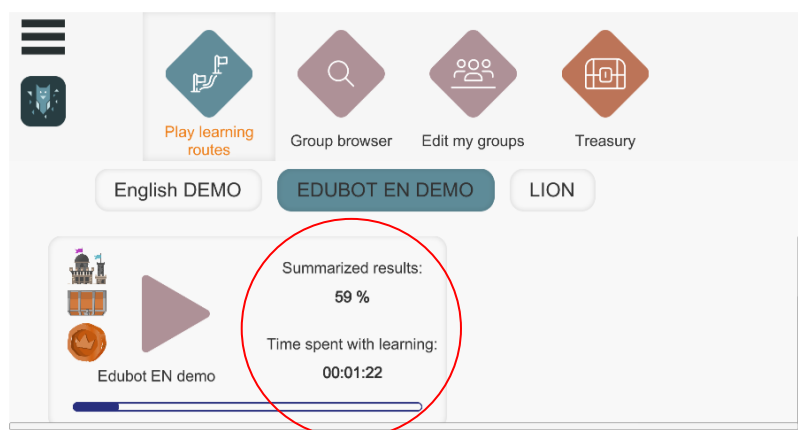 Play learning
routes
Group browser
Edit my groups
Treasury
English DEMO
EDUBOT EN DEMO
LION
Summarized results:
59 %
Time spent with learning:
00:01:22
Edubot EN demo